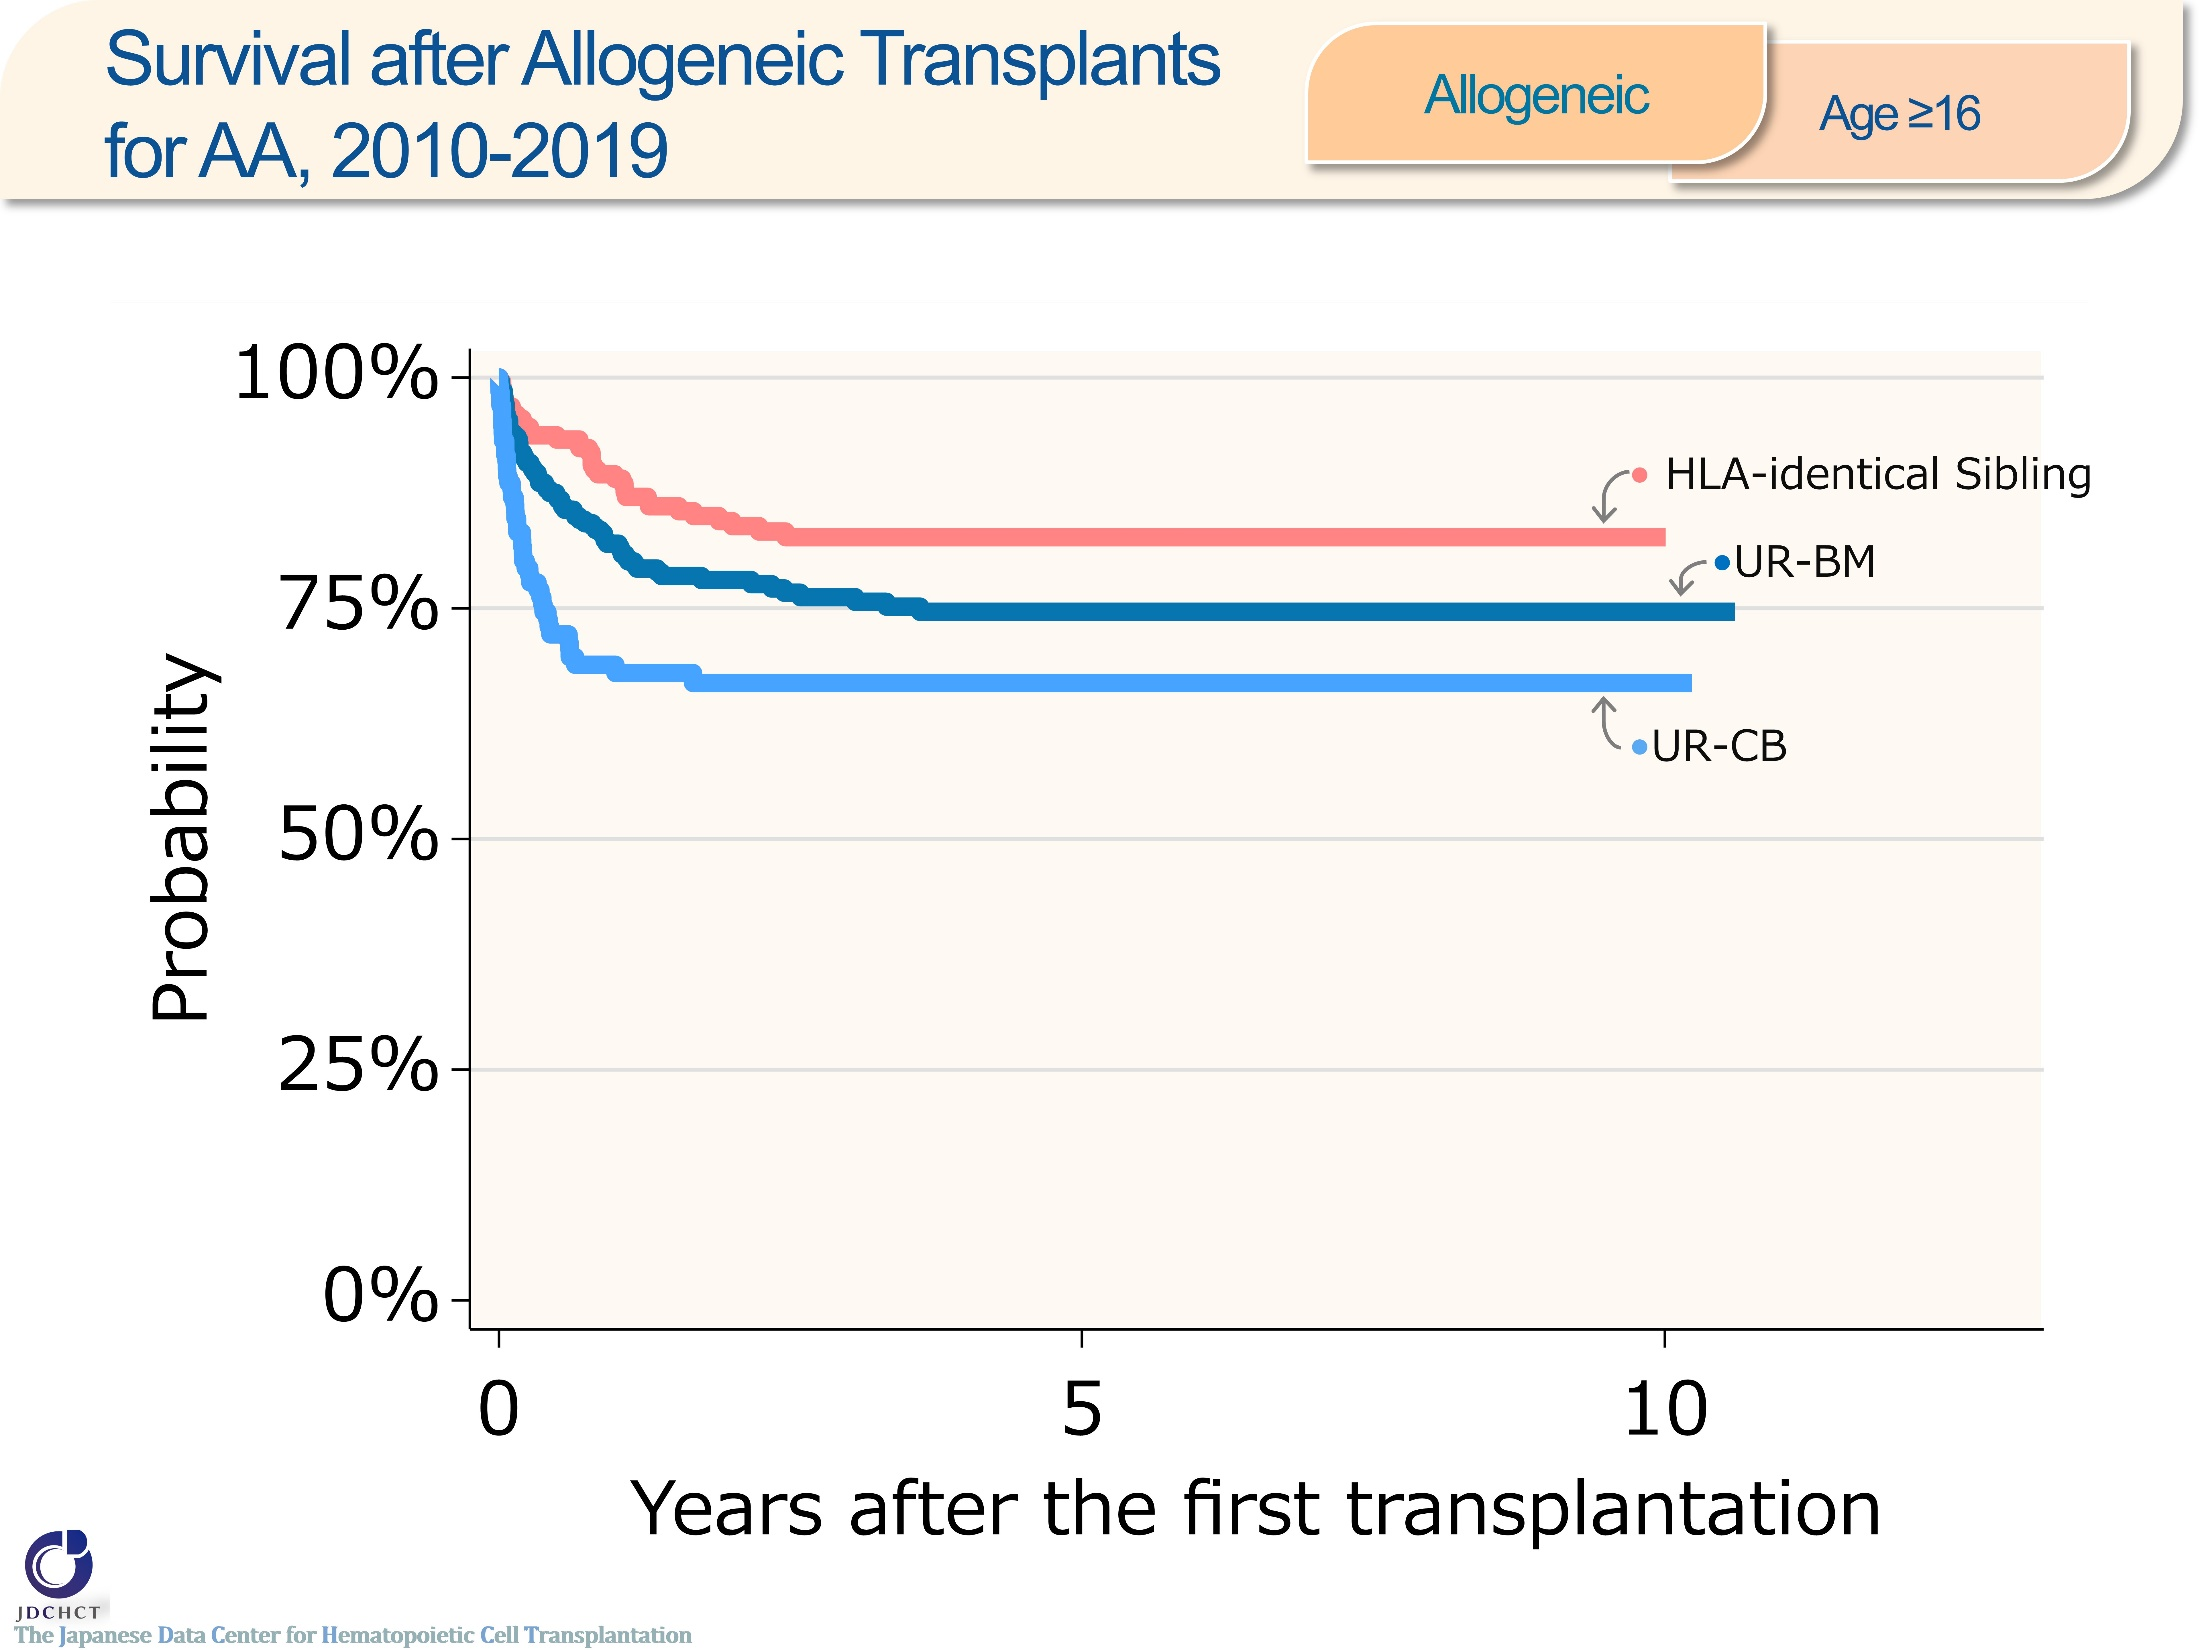 Survival after Allogeneic Transplants
for AA, 2010-2019
Allogeneic
Age ≥16
100%
75%
50%
25%
0%
Probability
HLA-identical Sibling
UR-BM
UR-CB
0
5
10
Years after the first transplantation
JDCHCT
The Japanese Data Center for Hematopoietic Cell Transplantation